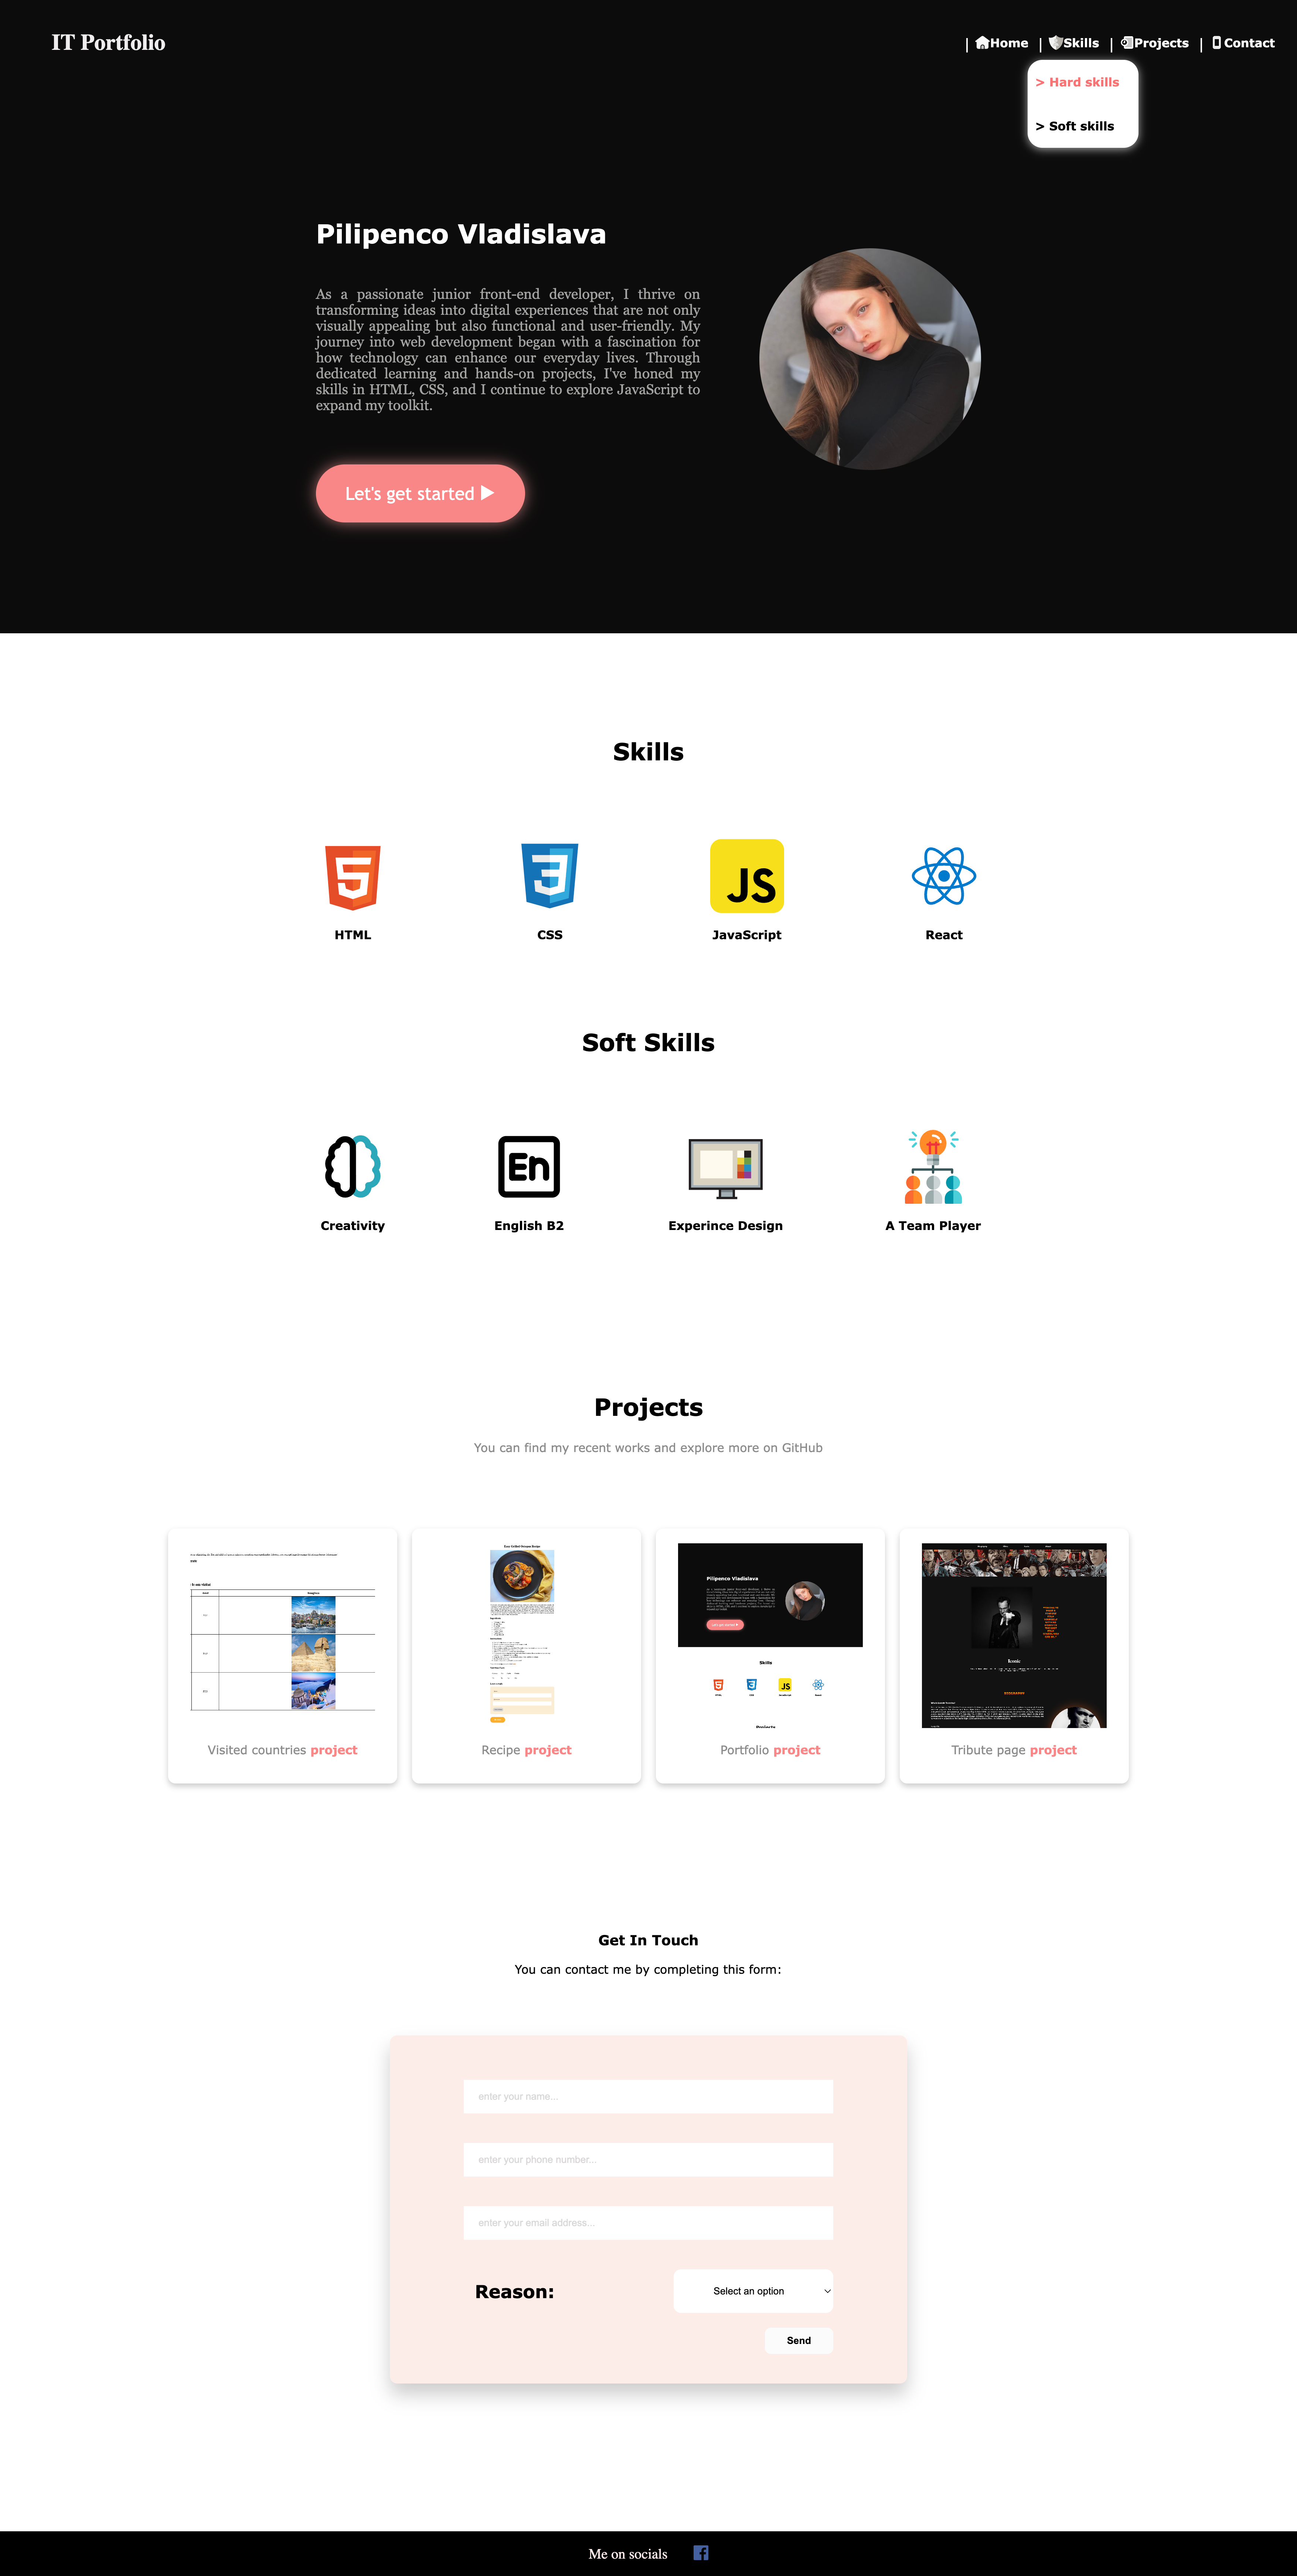 IT Portfolio
| Home | Skills | Projects | Contact
> Hard skills
> Soft skills
Pilipenco Vladislava
As a passionate junior front-end developer, I thrive on
transforming ideas into digital experiences that are not only
visually appealing but also functional and user-friendly. My
journey into web development began with a fascination for
how technology can enhance our everyday lives. Through
dedicated learning and hands-on projects, I've honed my
skills in HTML, CSS, and I continue to explore JavaScript to
expand my toolkit.
Let's get started
Skills
JS
HTML CSS JavaScript React
Soft Skills
En
Creativity English B2 Experince Design A Team Player
Projects
You can find my recent works and explore more on GitHub
Pilipenco Vladislava
Skills
JS
Iconic
Visited countries project
Recipe project
Portfolio project
Tribute page project
Get In Touch
You can contact me by completing this form:
enter your name...
enter your phone number...
enter your email address...
Reason:
Select an option
Send
Me on socials